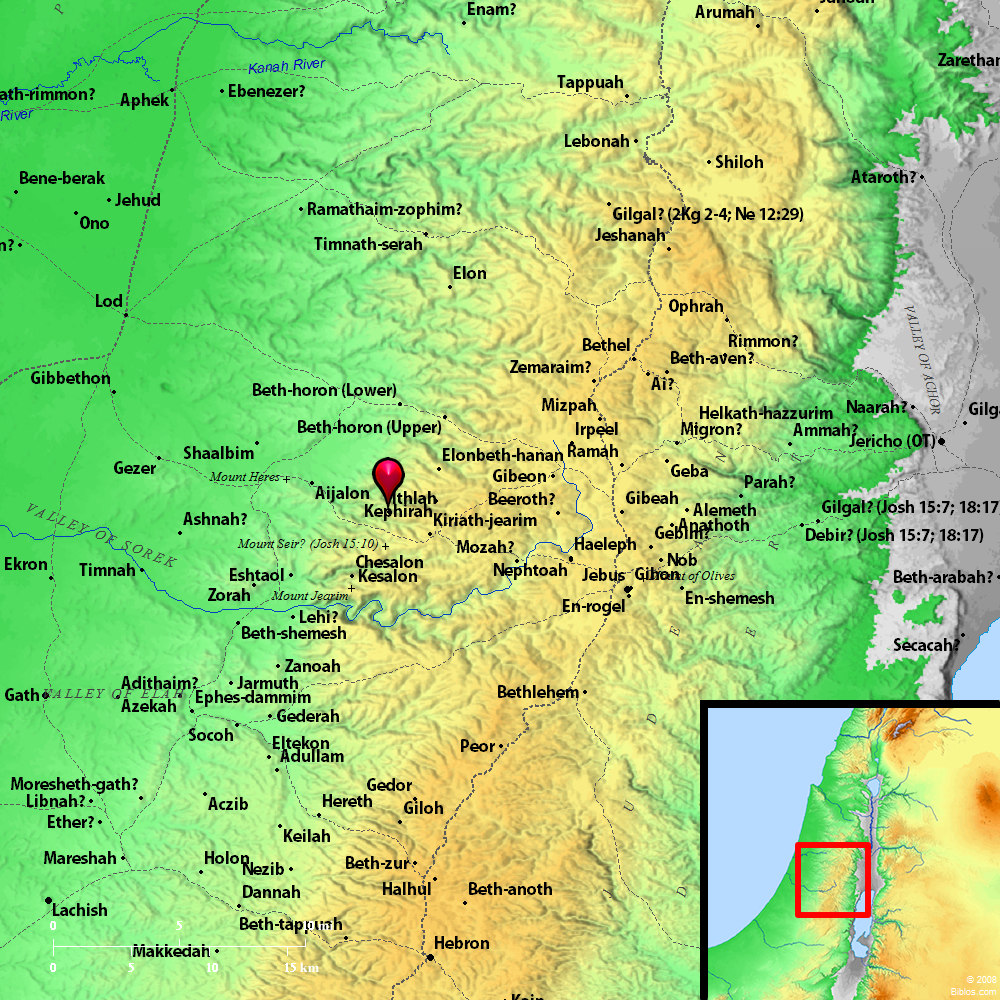 Enam?
Arumah
Zarethan
Kanah River
Tappuah
ath-rimmon?
Aphek
Ebenezer?
River
Lebonah
Shiloh
Bene-berak
Ataroth?
Jehud
Ramathaim-zophim?
Gilgal? (2Kg 2-4; Ne 12:29)
Ono
Jeshanah
n?
Timnath-serah
Elon
Lod
Ophrah
VALLEY OF ACHOR
Rimmon?
Bethel
Beth-aven?
Zemaraim?
Gibbethon
Ai?
Beth-horon (Lower)
Mizpah
Naarah?
Gilga
Helkath-hazzurim
Beth-horon (Upper)
Irpeel
Migron?
Ammah?
Jericho (OT)
Shaalbim
Elonbeth-hanan
Ramah
Gezer
Mount Heres
Gibeon
Geba
Parah?
Aijalon
Ithlah
Beeroth?
Gibeah
Kephirah
Alemeth
Gilgal? (Josh 15:7; 18:17
Ashnah?
Kiriath-jearim
Anathoth
VALLEY OF SOREK
Gebim?
Debir? (Josh 15:7; 18:17)
Mount Seir? (Josh 15:10)
Mozah?
Haeleph
Ekron
Timnah
Chesalon
Nob
Nephtoah
Eshtaol
Kesalon
Jebus
Gihon
Mount of Olives
Beth-arabah?
Zorah
Mount Jearim
En-rogel
En-shemesh
Lehi?
Beth-shemesh
Secacah?
Zanoah
Adithaim?
Jarmuth
Bethlehem
Gath
VALLEY OF ELAH
Ephes-dammim
Azekah
Gederah
Socoh
Eltekon
Peor
Adullam
Moresheth-gath?
Gedor
Libnah?
Aczib
Hereth
Giloh
Ether?
Keilah
Mareshah
Holon
Nezib
Beth-zur
Halhul
Beth-anoth
Dannah
Lachish
Beth-tappuah
0
Hebron
Makkedah
0 5 10 15 km
© 2008
Biblos.com